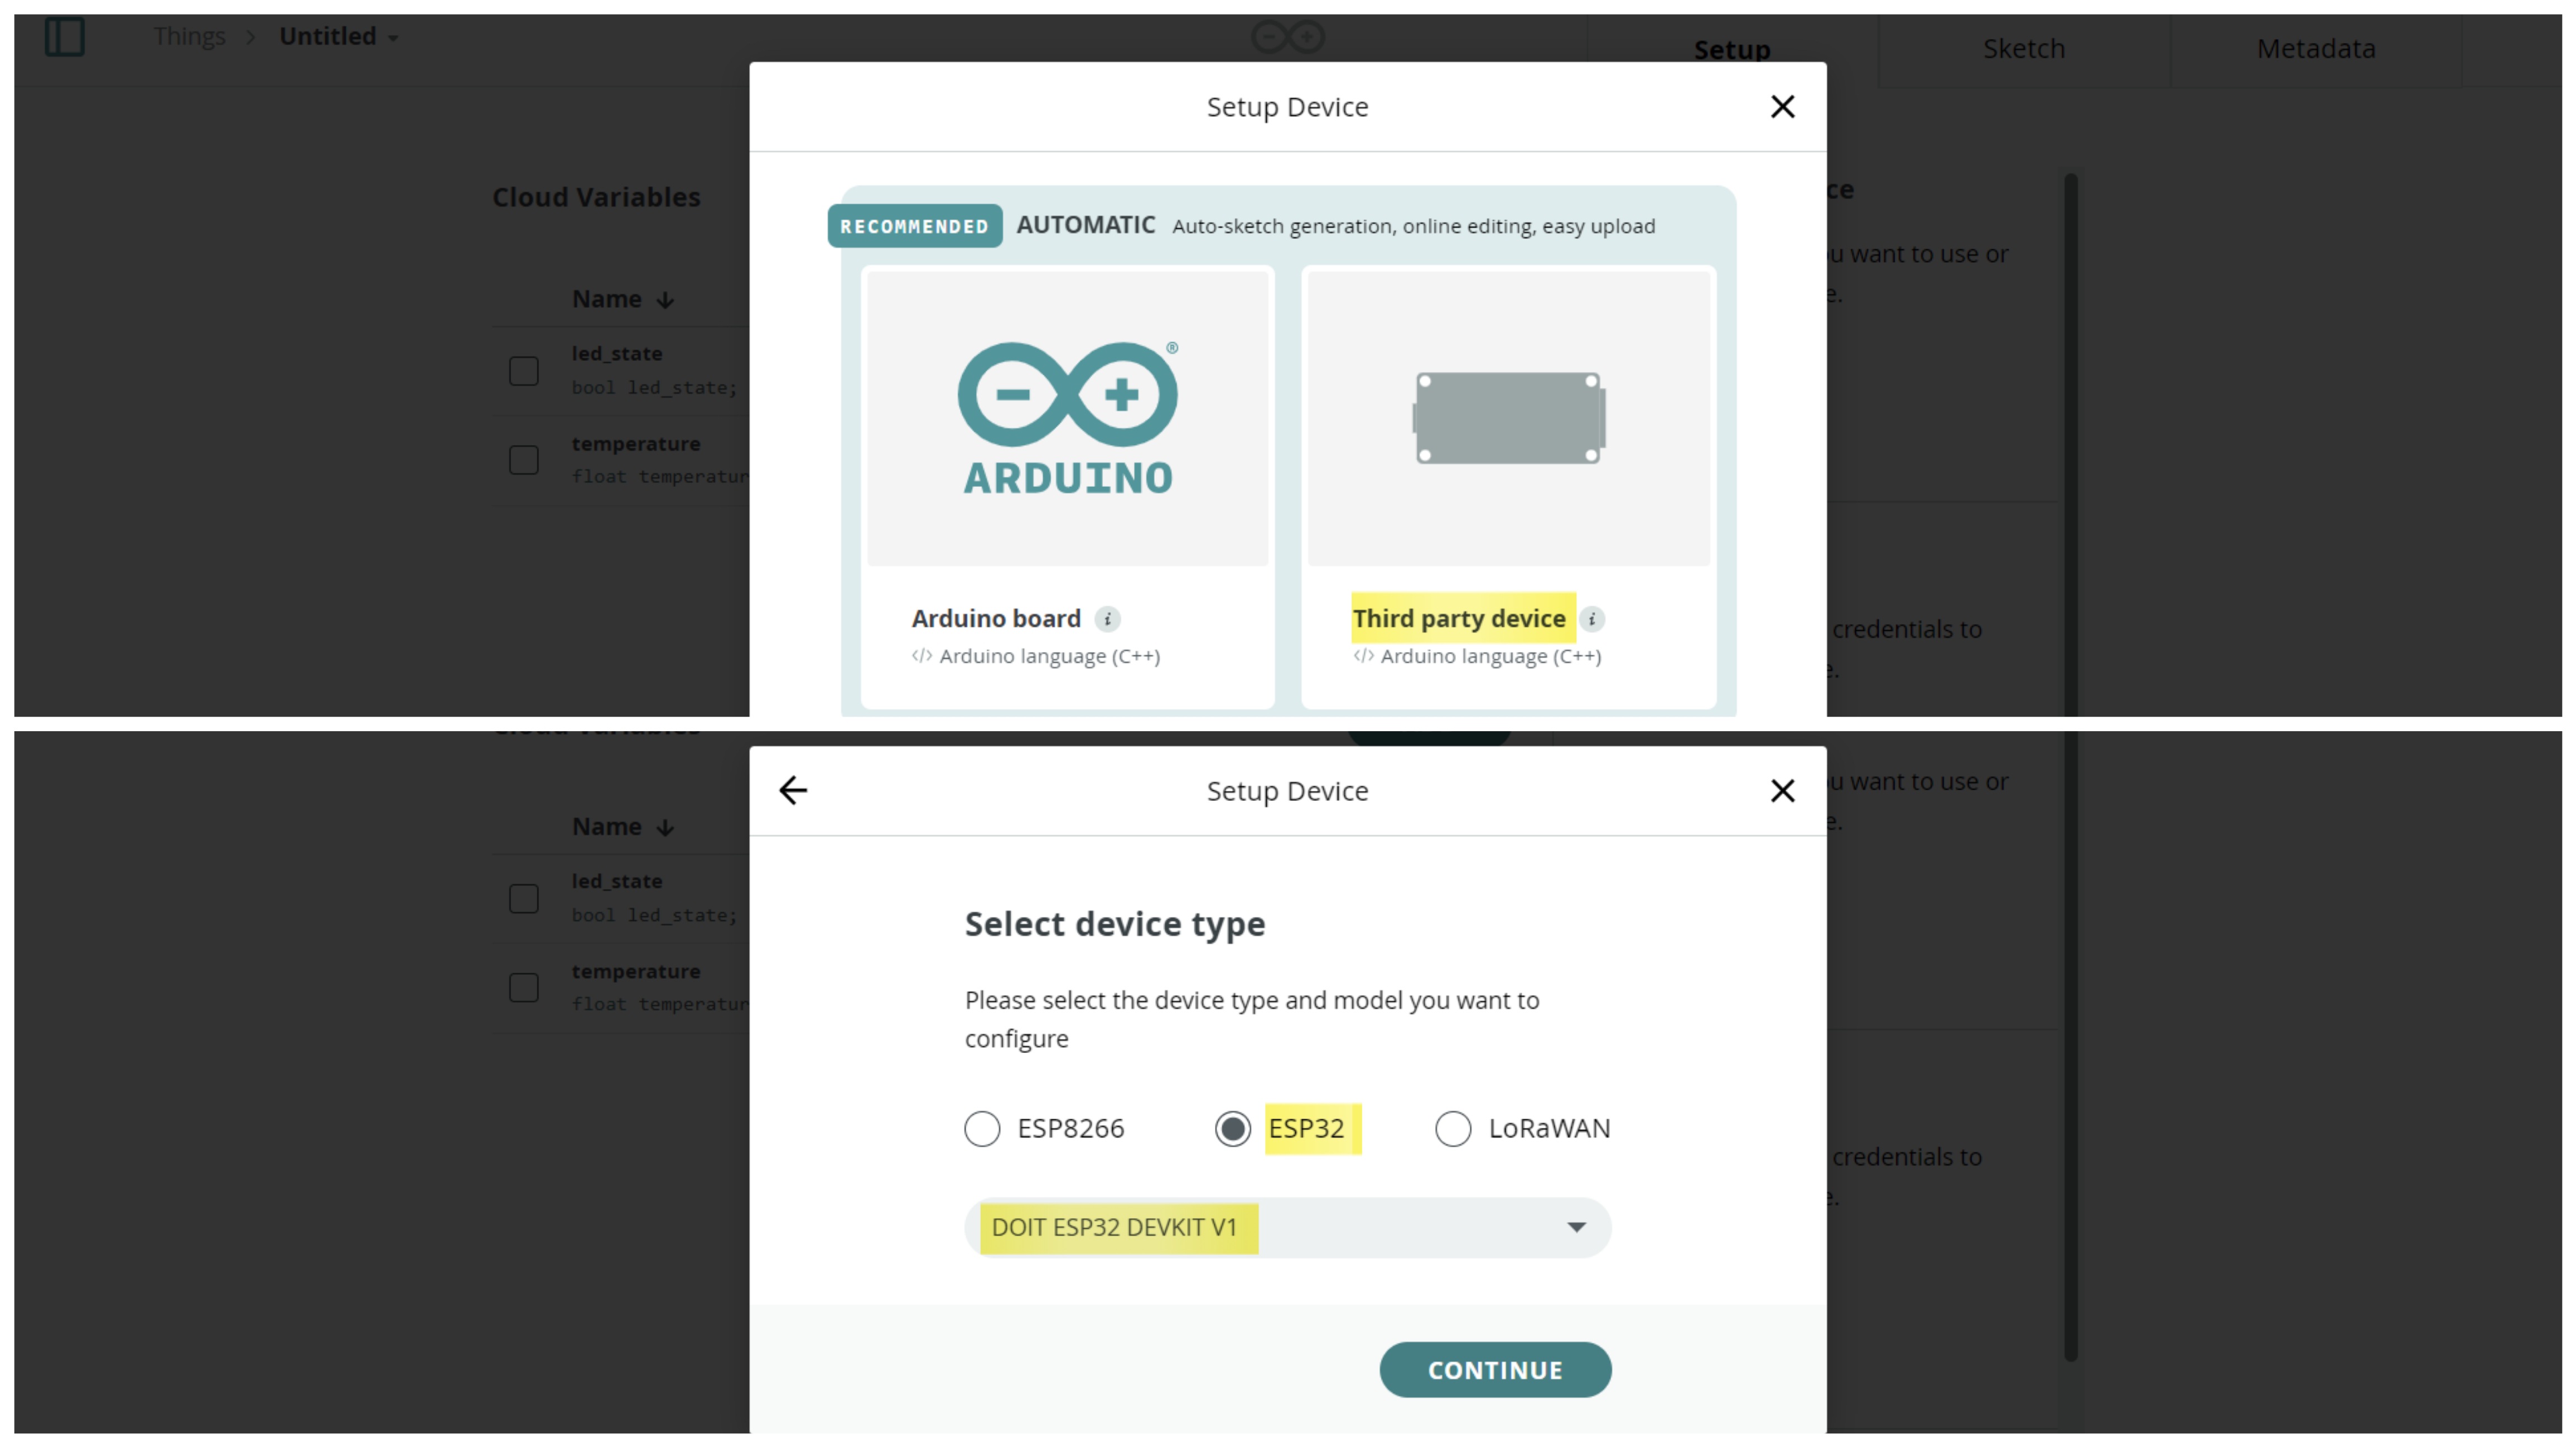 Things > Untitled
Setup
Sketch
Metadata
Setup Device
Cloud Variables
RECOMMENDED AUTOMATIC Auto-sketch generation, online editing, easy upload
ce
u want to use or
e.
Name
led_state
bool led_state;
temperature
float temperatur
®
ARDUINO
Arduino board i
</> Arduino language (C++)
Third party device i
</> Arduino language (C++)
credentials to
e.
Cloud Variables
Setup Device
u want to use or
e.
Name
led_state
bool led_state;
temperature
float temperatur
Select device type
Please select the device type and model you want to
configure
ESP8266
ESP32
LoRaWAN
DOIT ESP32 DEVKIT V1
credentials to
e.
CONTINUE